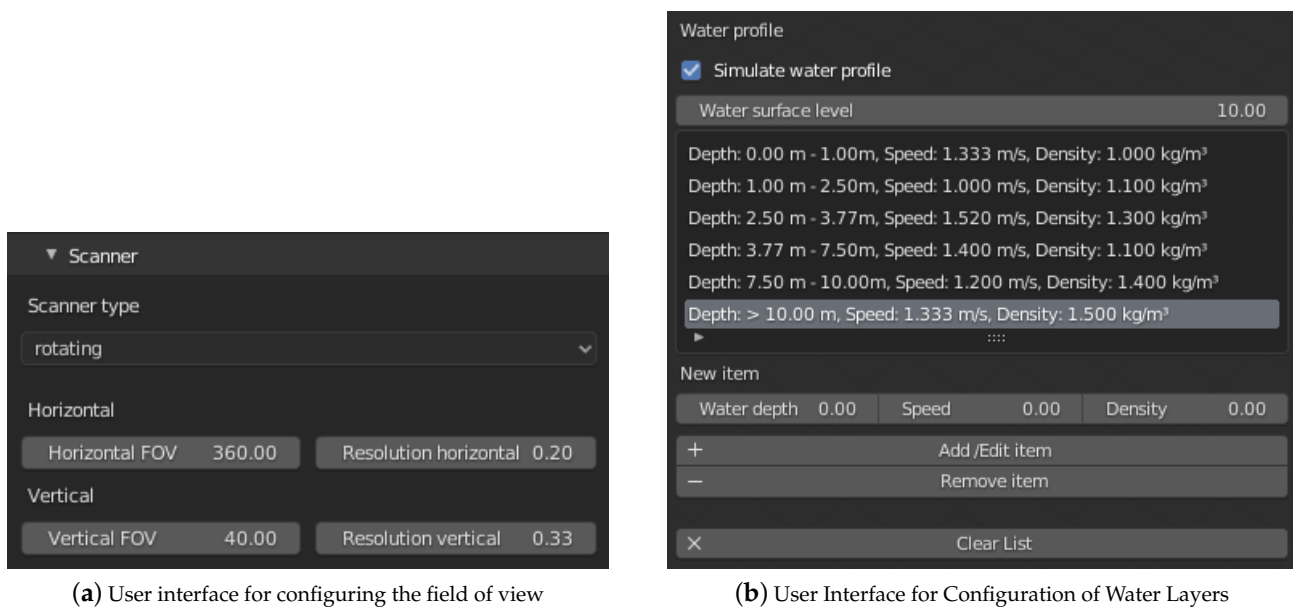 Scanner
Scanner type
rotating
Horizontal
Horizontal FOV 360.00 Resolution horizontal 0.20
Vertical
Vertical FOV 40.00 Resolution vertical 0.33
(a) User interface for configuring the field of view
Water profile
Simulate water profile
Water surface level 10.00
Depth: 0.00 m - 1.00m, Speed: 1.333 m/s, Density: 1.000 kg/m³
Depth: 1.00 m - 2.50m, Speed: 1.000 m/s, Density: 1.100 kg/m³
Depth: 2.50 m - 3.77m, Speed: 1.520 m/s, Density: 1.300 kg/m³
Depth: 3.77 m - 7.50m, Speed: 1.400 m/s, Density: 1.100 kg/m³
Depth: 7.50 m - 10.00m, Speed: 1.200 m/s, Density: 1.400 kg/m³
Depth: > 10.00 m, Speed: 1.333 m/s, Density: 1.500 kg/m³
New item
Water depth 0.00 Speed 0.00 Density 0.00
Add /Edit item
Remove item
Clear List
(b) User Interface for Configuration of Water Layers